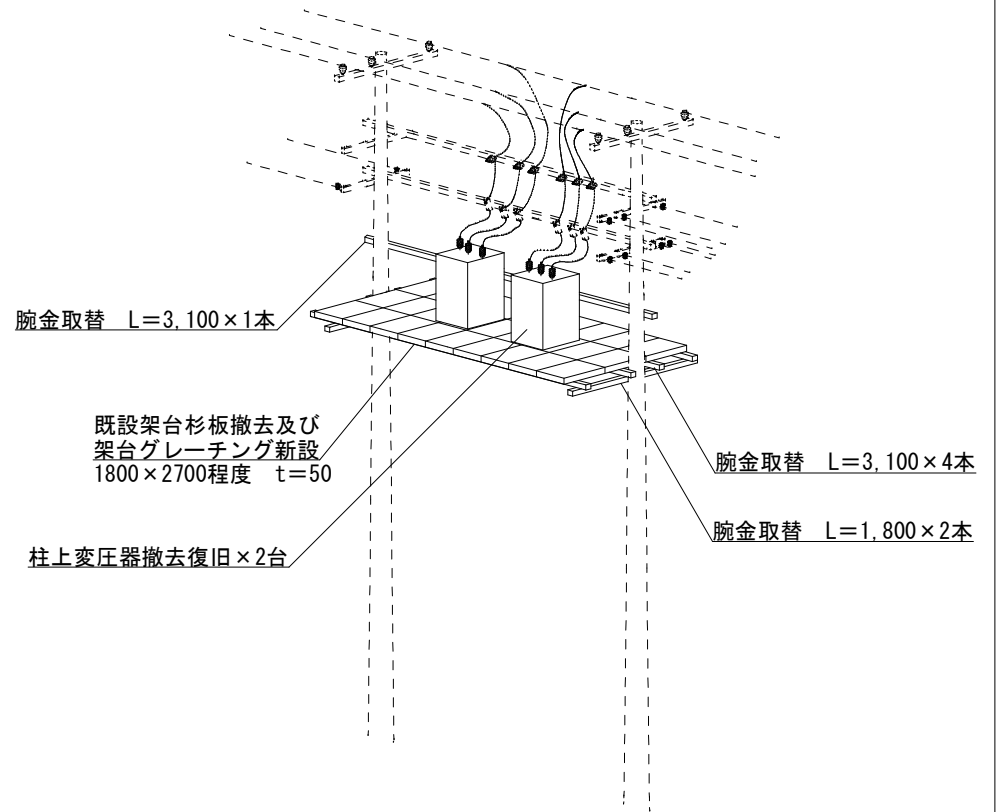 腕金取替　L＝3,100×1本
既設架台杉板撤去及び
架台グレーチング新設
1800×2700程度　t＝50
柱上変圧器撤去復旧×2台
腕金取替　L＝3,100×4本
腕金取替　L＝1,800×2本